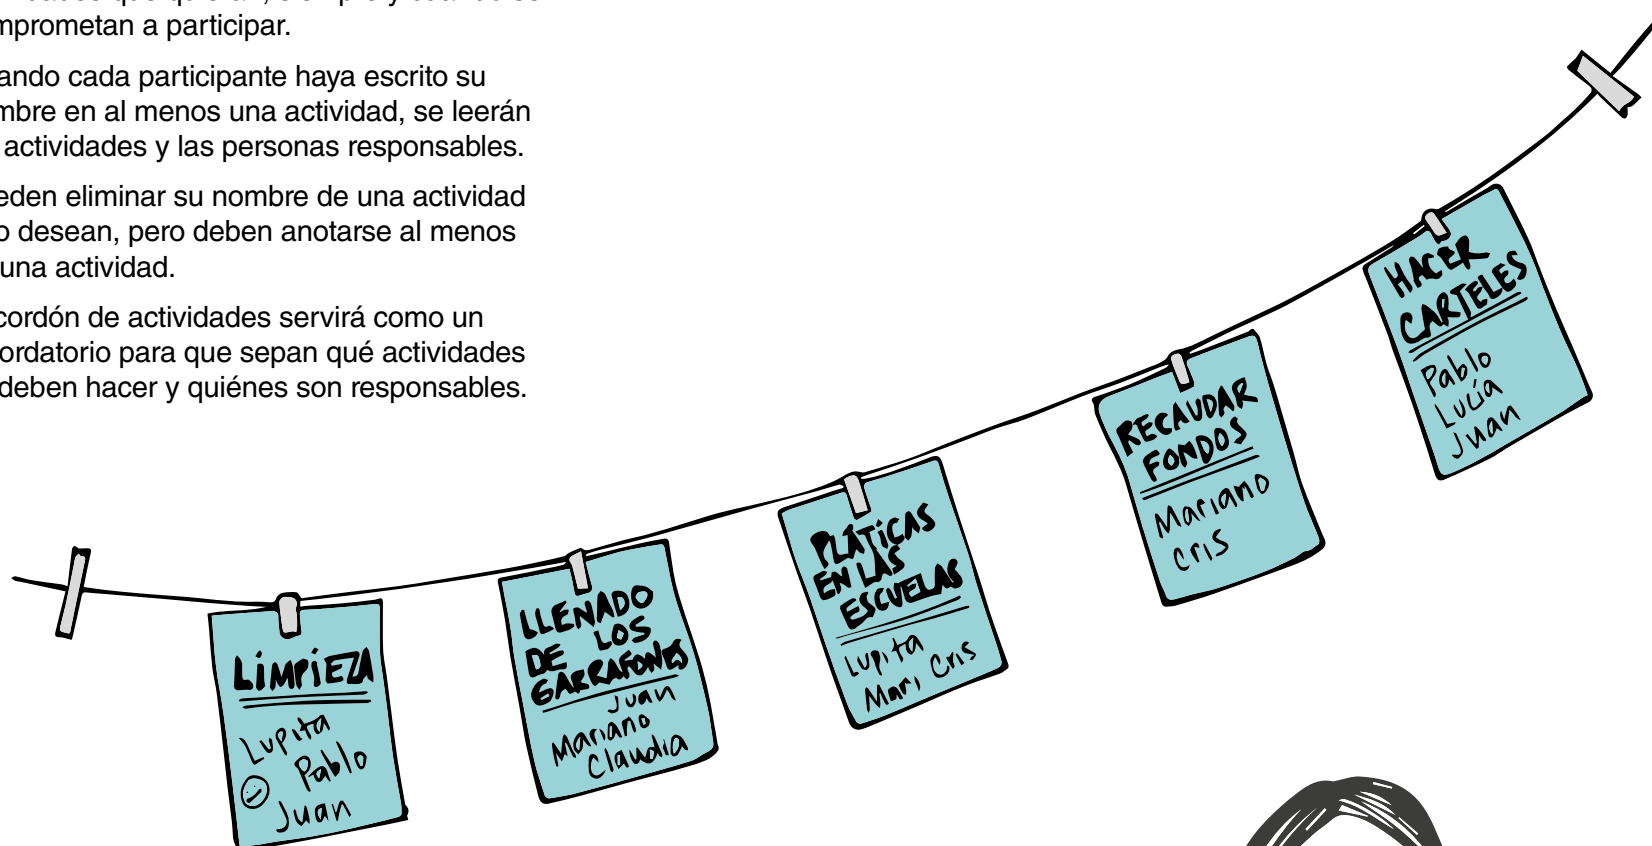 mprometan a participar.
ando cada participante haya escrito su
mbre en al menos una actividad, se leerán
actividades y las personas responsables.
eden eliminar su nombre de una actividad
o desean, pero deben anotarse al menos
una actividad.
cordón de actividades servirá como un
ordatorio para que sepan qué actividades
deben hacer y quiénes son responsables.
LIMPIEZA
Lupita
Pablo
Juan
LLENADO
DE LOS
GARRAFONES
Juan
Mariano
Claudia
PLÁTICAS
EN LAS
ESCUELAS
Lupita
Mari Cris
RECAUDAR
FONDOS
Mariano
Cris
HACER
CARTELES
Pablo
Lucía
Juan